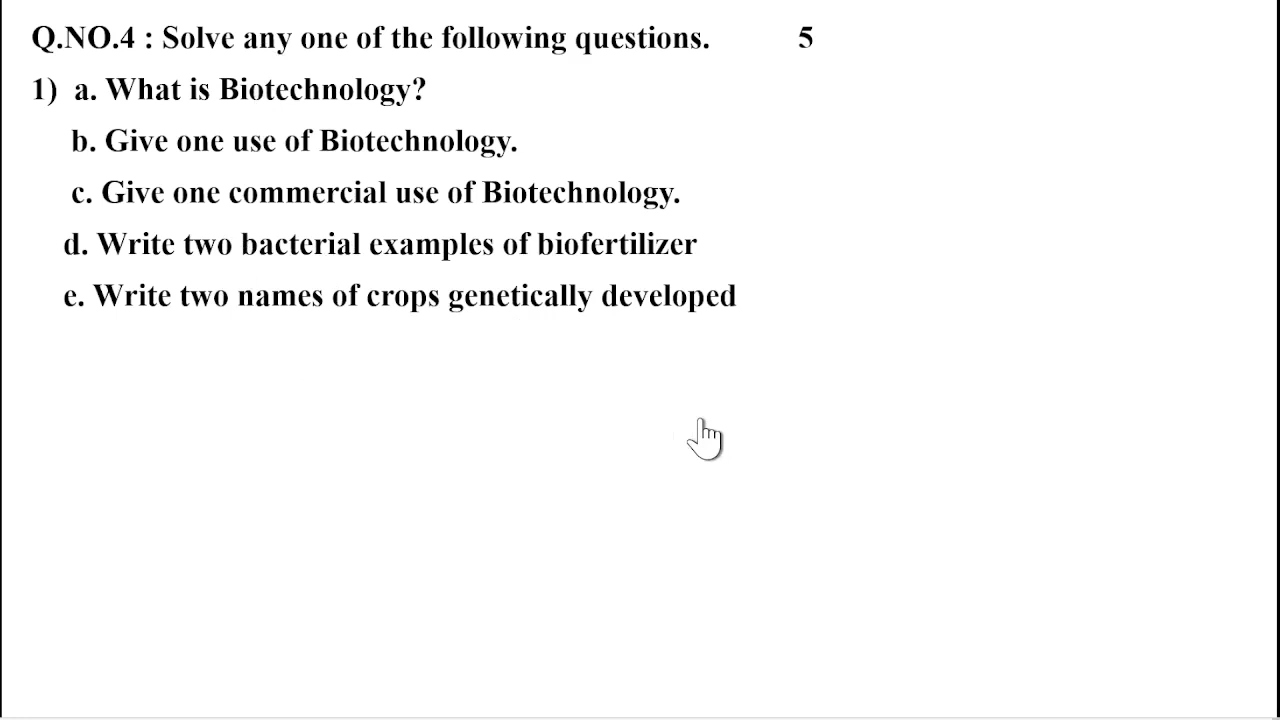 Q.NO.4 : Solve any one of the following questions. 5
1) a. What is Biotechnology?
b. Give one use of Biotechnology.
c. Give one commercial use of Biotechnology.
d. Write two bacterial examples of biofertilizer
e. Write two names of crops genetically developed